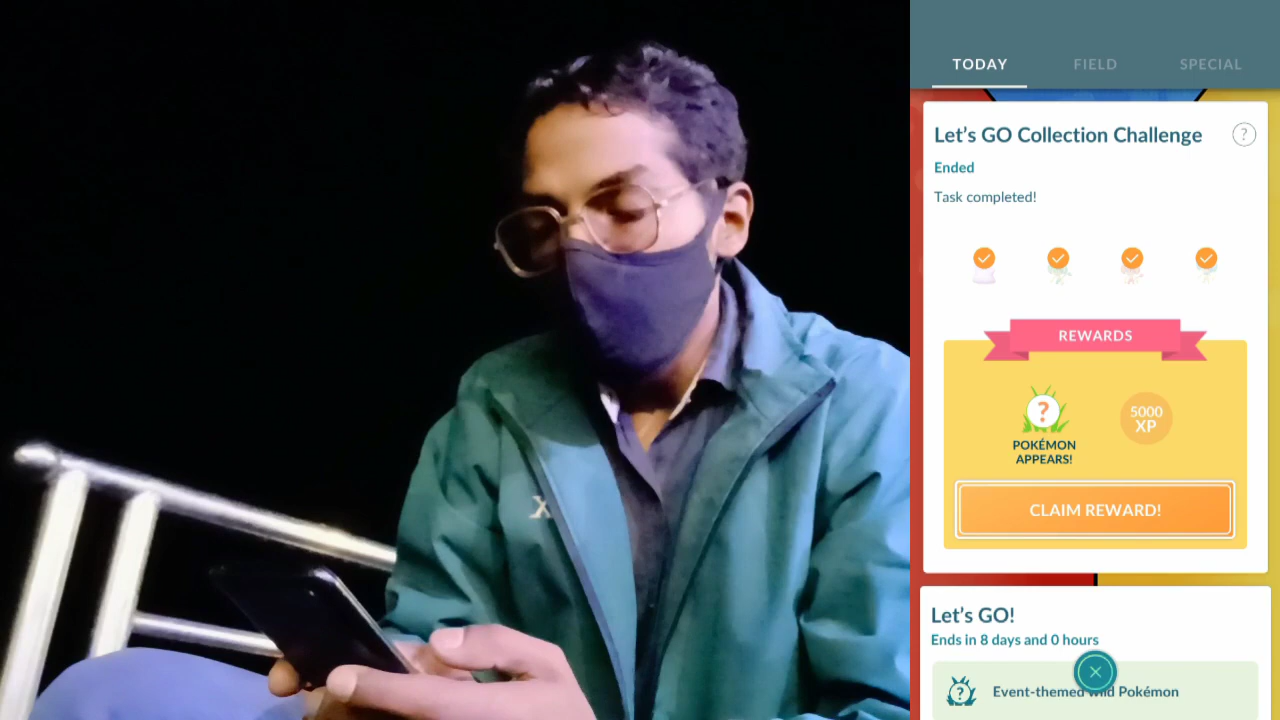 TODAY FIELD SPECIAL
Let's GO Collection Challenge ?
Ended
Task completed!
REWARDS
?
POKÉMON
APPEARS!
5000
XP
CLAIM REWARD!
Let's GO!
Ends in 8 days and 0 hours
? Event-themed wild Pokémon
X